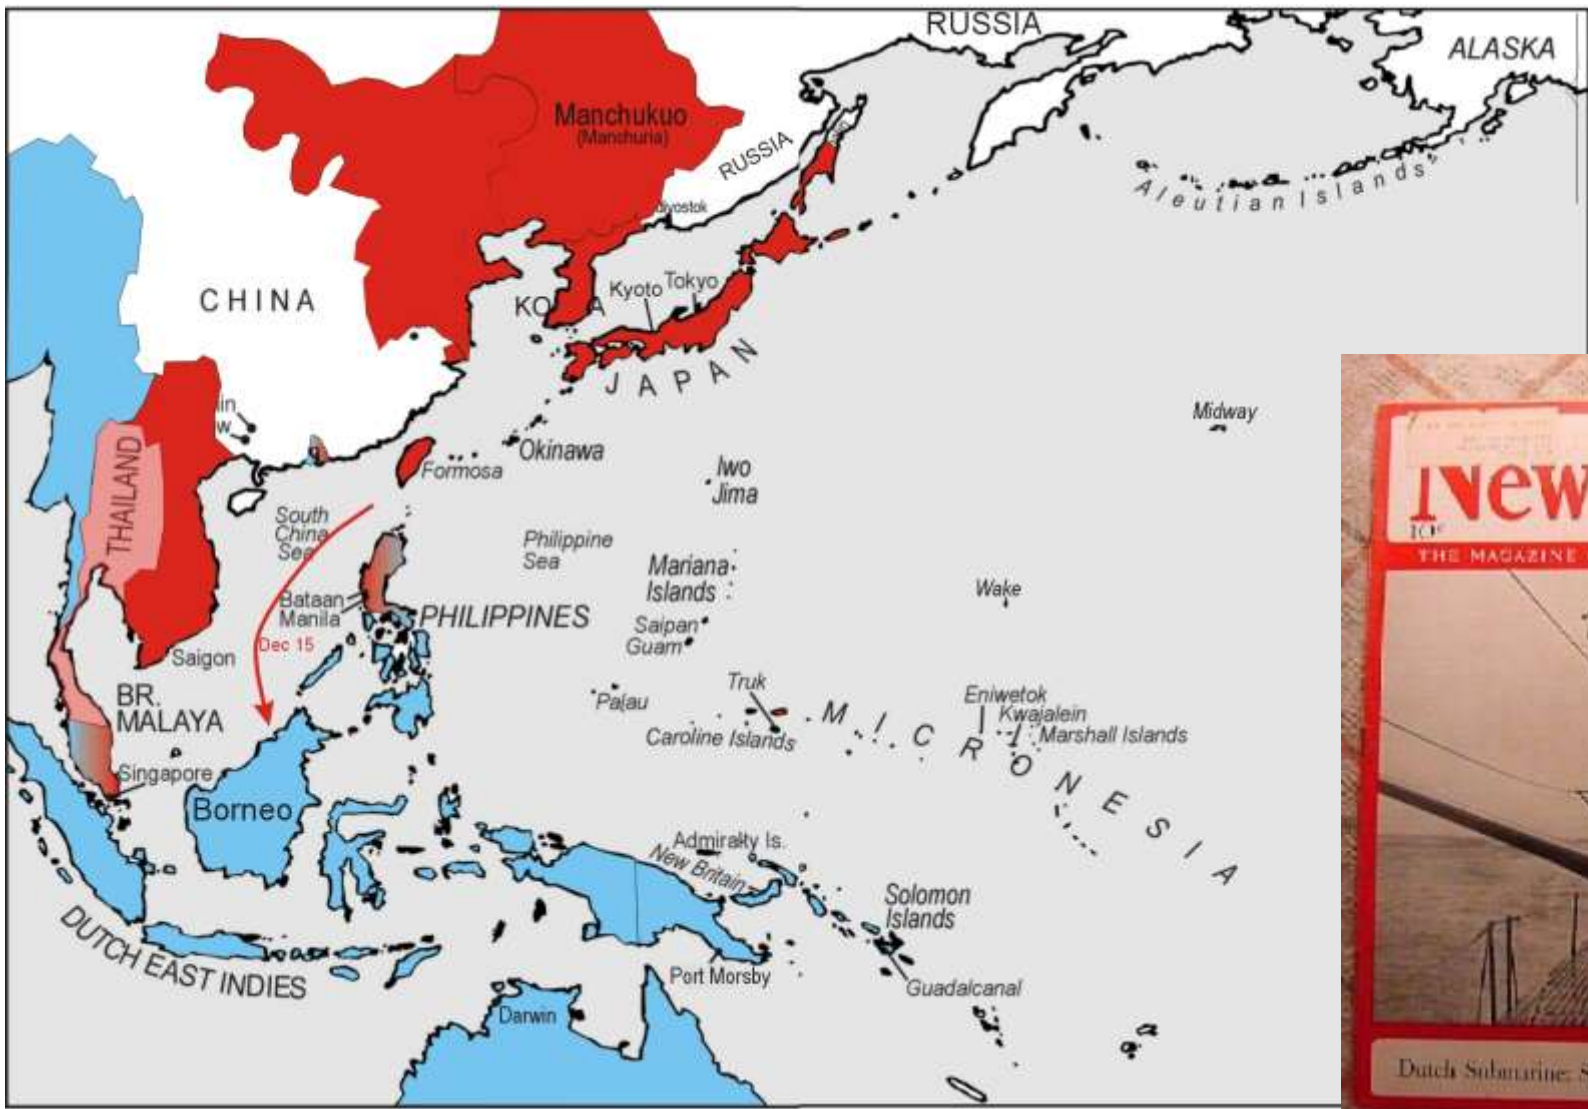 RUSSIA
ALASKA
Manchukuo
(Manchuria)
RUSSIA
Aleutian Islands
CHINA
Kyoto
Tokyo
JAPAN
Midway
in
w
Okinawa
Formosa
Iwo
Jima
THAILAND
South
China
Sea
Philippine
Sea
Mariana
Islands
Wake
Bataan
Manila
PHILIPPINES
Saipan
Guam
Dec 15
Saigon
BR.
MALAYA
Palau
Truk
Caroline Islands
MICRONESIA
Eniwetok
Kwajalein
Marshall Islands
Singapore
Borneo
Admiralty Is.
New Britain
Solomon
Islands
DUTCH EAST INDIES
Port Morsby
Guadalcanal
Darwin
New
10¢
THE MAGAZINE
Dutch Submarine: S